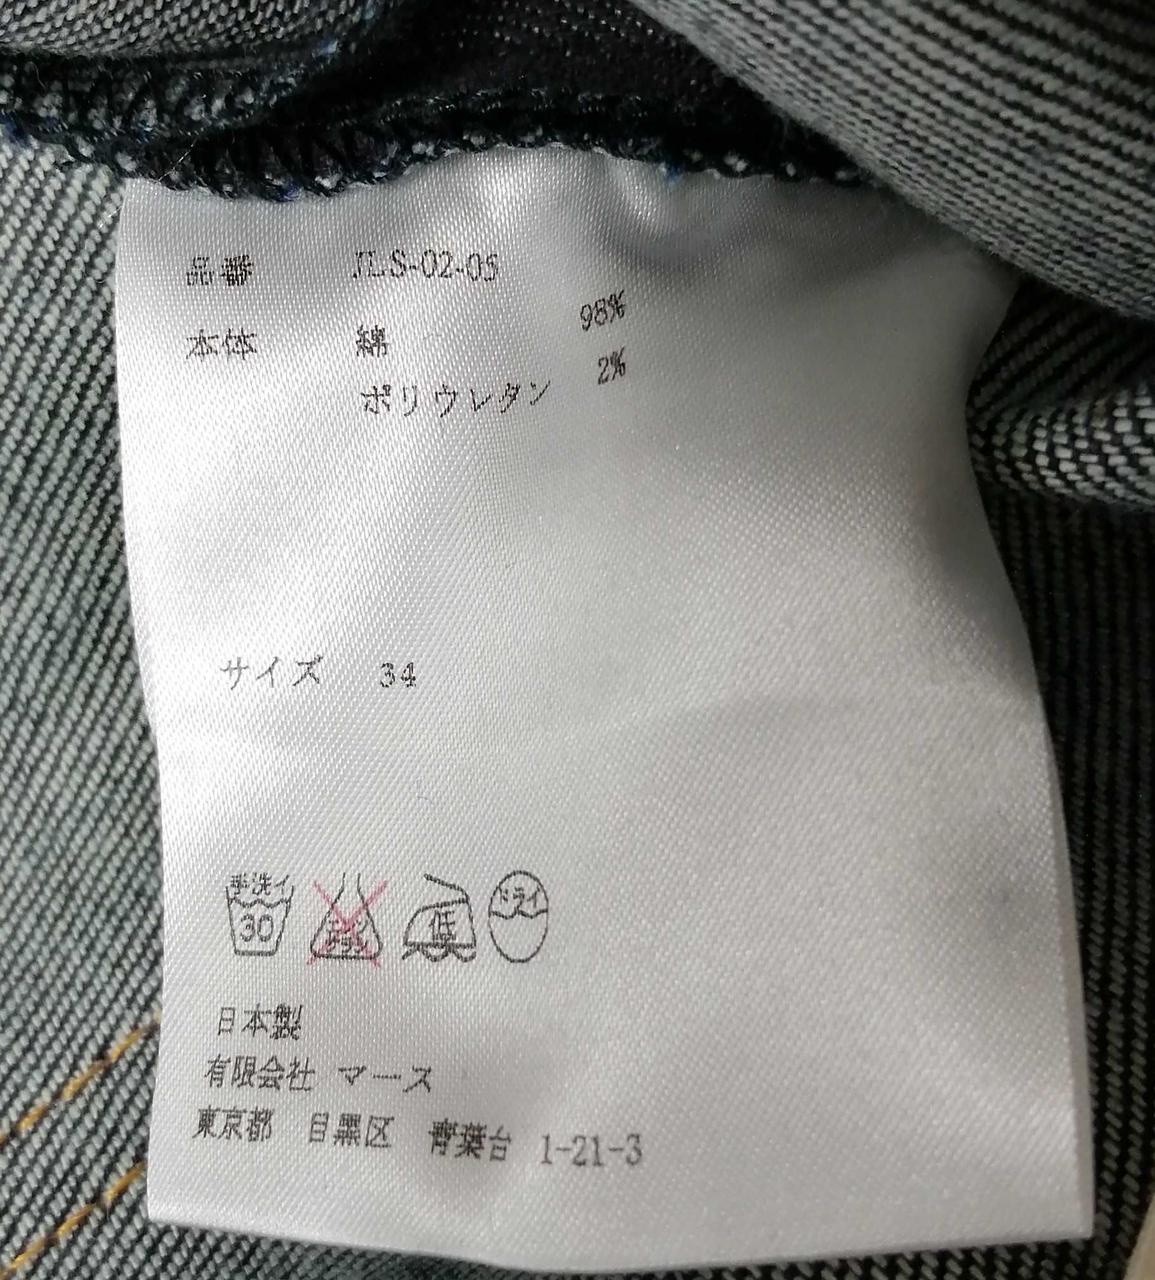 品番 JLS-02-05
本体 綿 98%
ポリウレタン 2%
サイズ 34
手洗イ 30 低 ドライ
日本製
有限会社 マース
東京都 目黒区 青葉台 1-21-3